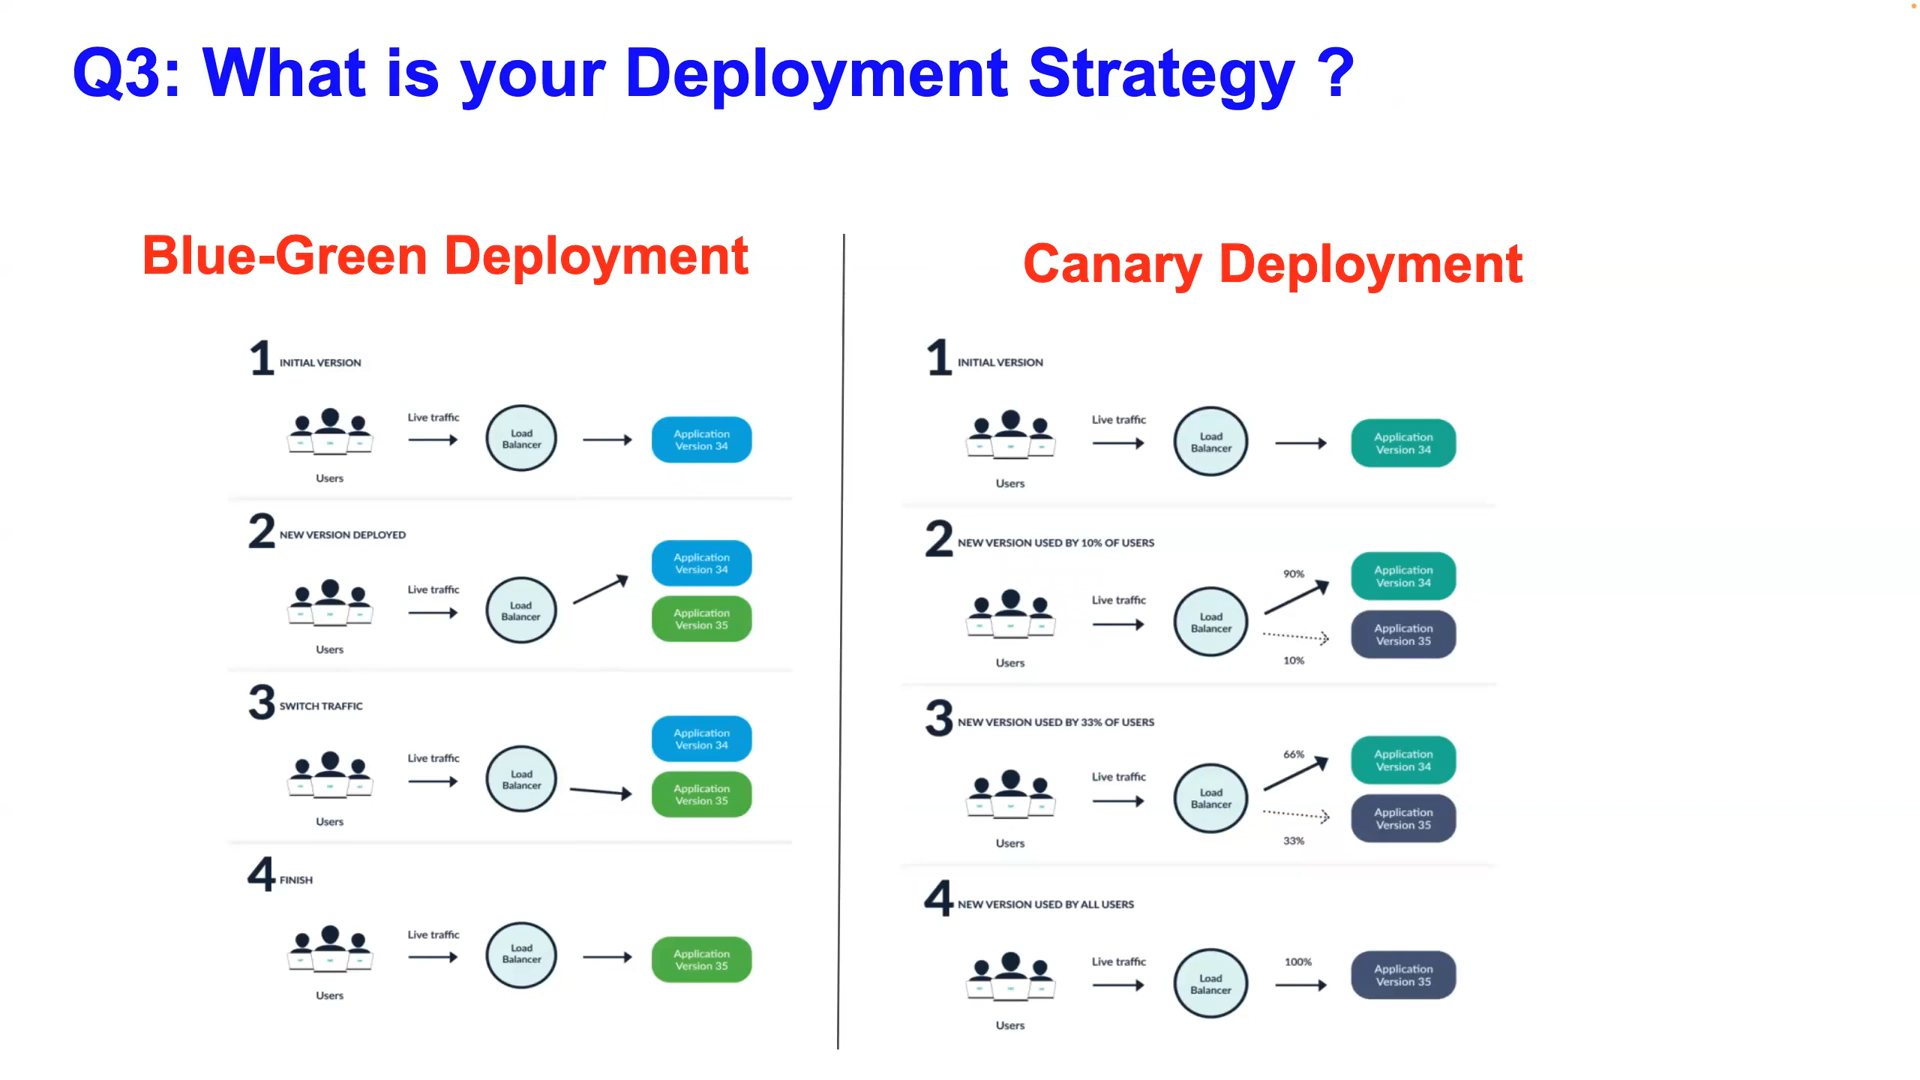 Q3: What is your Deployment Strategy ?
Blue-Green Deployment
1 INITIAL VERSION
Live traffic
Load
Balancer
Application
Version 34
Users
2 NEW VERSION DEPLOYED
Live traffic
Load
Balancer
Application
Version 34
Application
Version 35
Users
3 SWITCH TRAFFIC
Live traffic
Load
Balancer
Application
Version 34
Application
Version 35
Users
4 FINISH
Live traffic
Load
Balancer
Application
Version 35
Users
Canary Deployment
1 INITIAL VERSION
Live traffic
Load
Balancer
Application
Version 34
Users
2 NEW VERSION USED BY 10% OF USERS
Live traffic
Load
Balancer
90%
10%
Application
Version 34
Application
Version 35
Users
3 NEW VERSION USED BY 33% OF USERS
Live traffic
Load
Balancer
66%
33%
Application
Version 34
Application
Version 35
Users
4 NEW VERSION USED BY ALL USERS
Live traffic
Load
Balancer
100%
Application
Version 35
Users